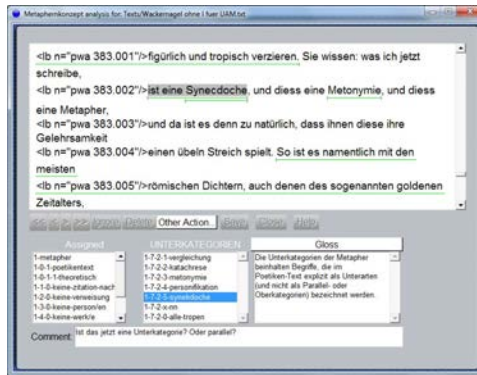 Metaphernkonzept analysis for: Texts/Wackernagel ohne I fuer UAM.txt
<lb n="pwa 383.001"/>figürlich und tropisch verzieren. Sie wissen: was ich jetzt
schreibe,
<lb n="pwa 383.002"/>ist eine Synecdoche, und diess eine Metonymie, und diess
eine Metapher,
<lb n="pwa 383.003"/>und da ist es denn zu natürlich, dass ihnen diese ihre
Gelehrsamkeit
<lb n="pwa 383.004"/>einen übeln Streich spielt. So ist es namentlich mit den
meisten
<lb n="pwa 383.005"/>römischen Dichtern, auch denen des sogenannten goldenen
Zeitalters,
<< < > >> Ignore Delete Other Action... Save Close Help
Assigned UNTERKATEGORIEN Gloss
1-metapher
1-0-1-poetikentext
1-0-1-1-theoretisch
1-1-0-keine-zitation-nach
1-2-0-keine-verweisung
1-3-0-keine-person/en
1-4-0-keine-werk/e
1-7-2-1-vergleichung
1-7-2-2-katachrese
1-7-2-3-metonymie
1-7-2-4-personifikation
1-7-2-5-synekdoche
1-7-2-x-nn
1-7-2-0-alle-tropen
Die Unterkategorien der Metapher
beinhalten Begriffe, die im
Poetiken-Text explizit als Unterarten
(und nicht als Parallel- oder
Oberkategorien) bezeichnet werden.
Comment: Ist das jetzt eine Unterkategorie? Oder parallel?